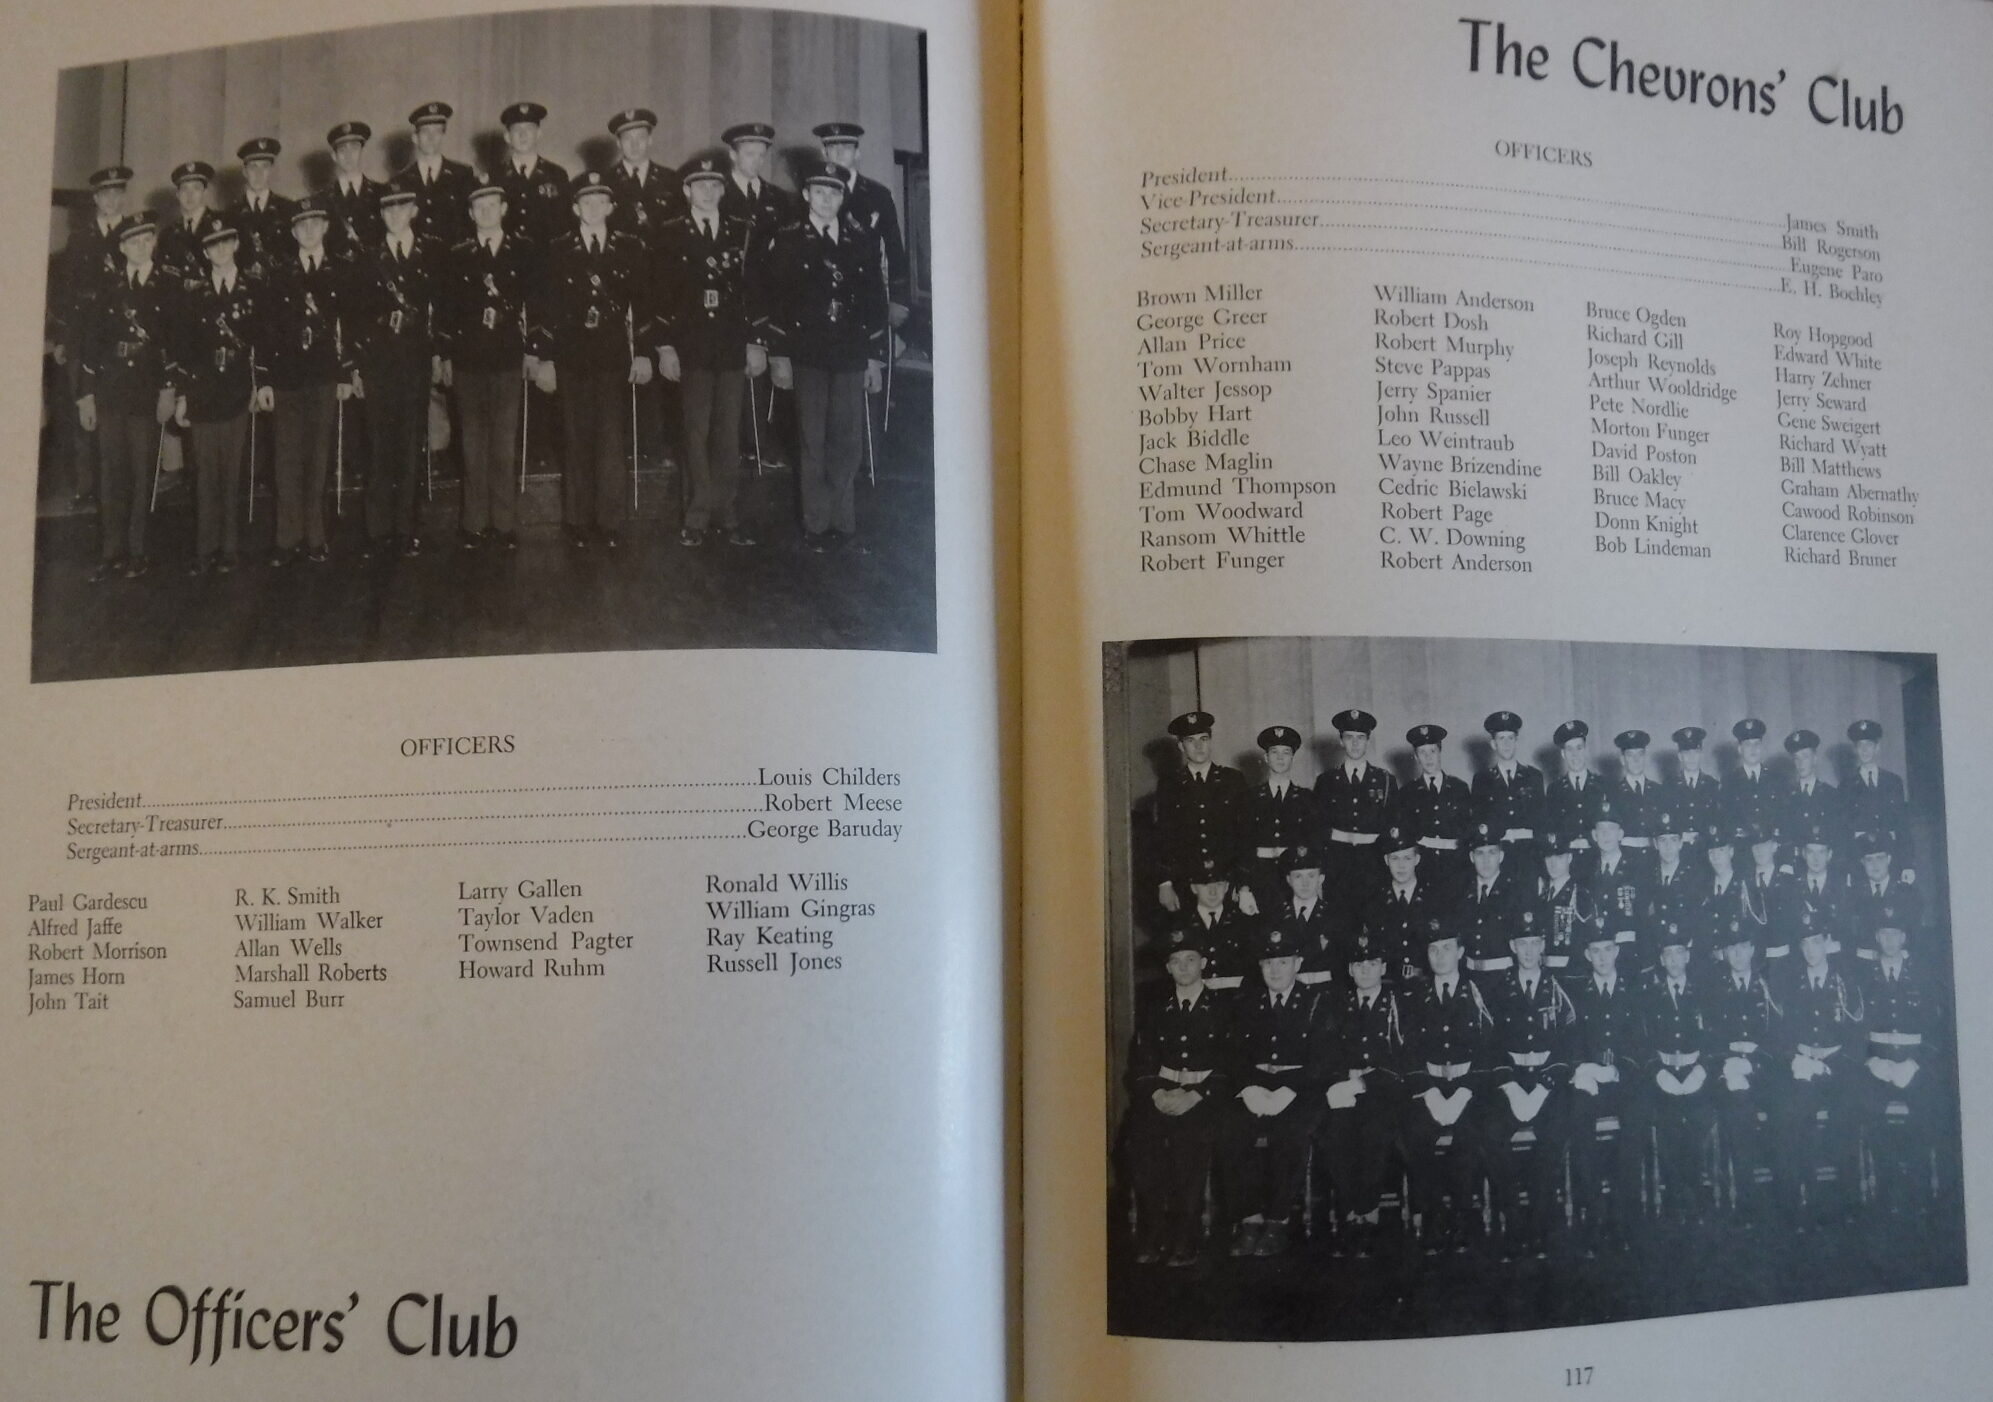 OFFICERS
President..........Louis Childers
Secretary-Treasurer..........Robert Meese
Sergeant-at-arms..........George Baruday
Paul Gardescu
Alfred Jaffe
Robert Morrison
James Horn
John Tait
R. K. Smith
William Walker
Allan Wells
Marshall Roberts
Samuel Burr
Larry Gallen
Taylor Vaden
Townsend Pagter
Howard Ruhm
Ronald Willis
William Gingras
Ray Keating
Russell Jones
The Officers' Club
The Chevrons' Club
OFFICERS
President..........James Smith
Vice-President..........Bill Rogerson
Secretary-Treasurer..........Eugene Paro
Sergeant-at-arms..........E. H. Bochley
Brown Miller
George Greer
Allan Price
Tom Wornham
Walter Jessop
Bobby Hart
Jack Biddle
Chase Maglin
Edmund Thompson
Tom Woodward
Ransom Whittle
Robert Funger
William Anderson
Robert Dosh
Robert Murphy
Steve Pappas
Jerry Spanier
John Russell
Leo Weintraub
Wayne Brizendine
Cedric Bielawski
Robert Page
C. W. Downing
Robert Anderson
Bruce Ogden
Richard Gill
Joseph Reynolds
Arthur Wooldridge
Pete Nordlie
Morton Funger
David Poston
Bill Oakley
Bruce Macy
Donn Knight
Bob Lindeman
Roy Hopgood
Edward White
Harry Zehner
Jerry Seward
Gene Sweigert
Richard Wyatt
Bill Matthews
Graham Abernathy
Cawood Robinson
Clarence Glover
Richard Bruner
117